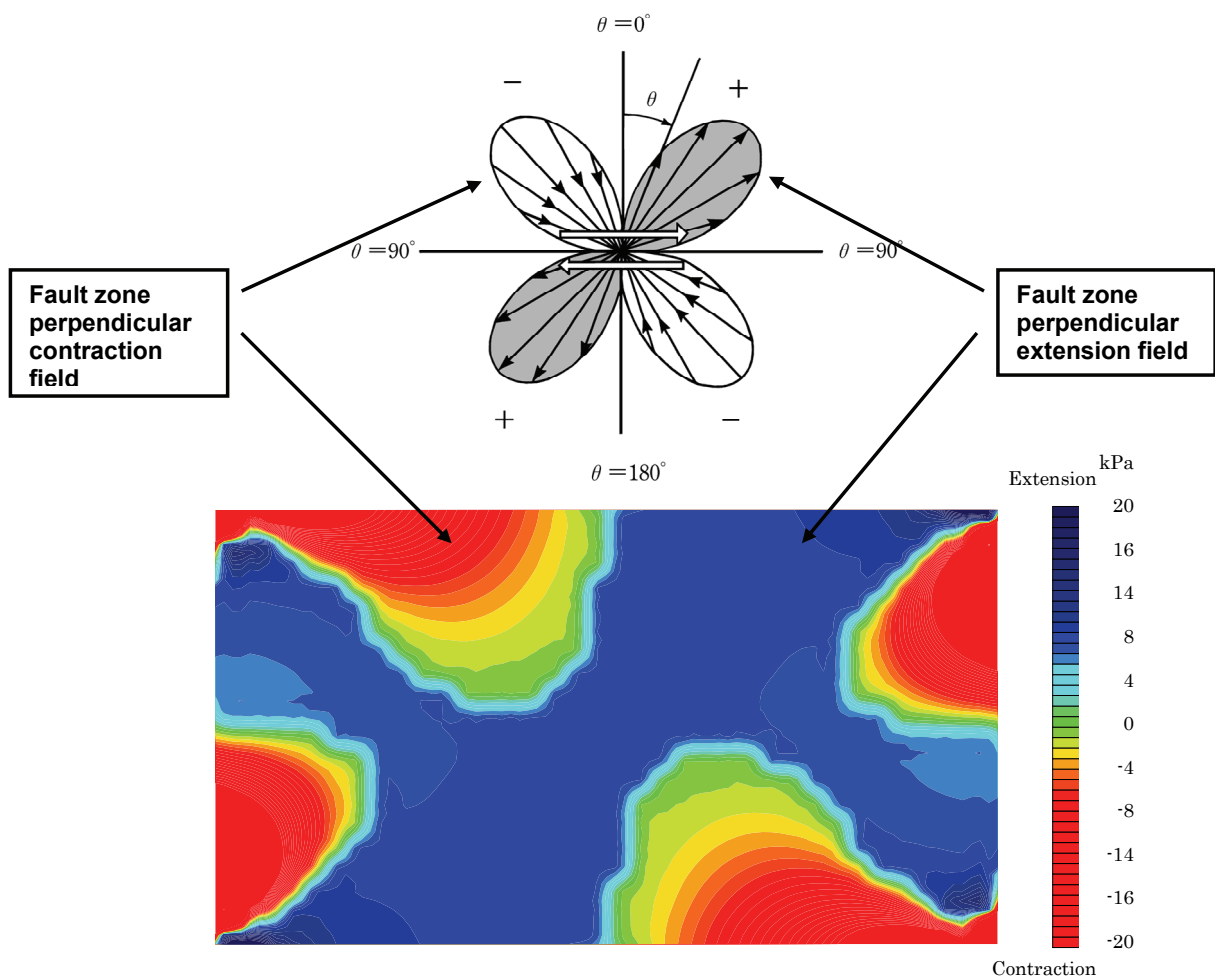 θ =0°
−
+
θ
θ =90°
θ =90°
Fault zone
perpendicular
contraction
field
Fault zone
perpendicular
extension field
+
−
θ =180°
kPa
Extension
20
16
14
8
4
0
-4
-8
-14
-16
-20
Contraction